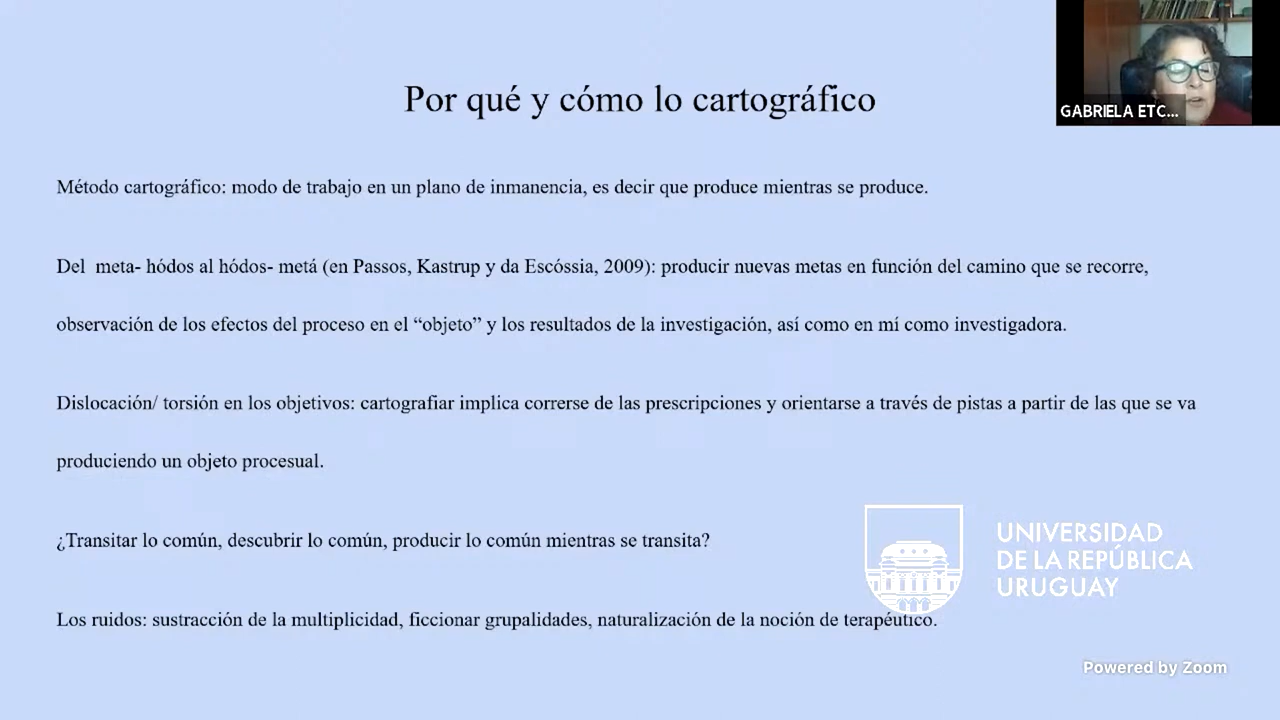 Por qué y cómo lo cartográfico
GABRIELA ETC...
Método cartográfico: modo de trabajo en un plano de inmanencia, es decir que produce mientras se produce.
Del meta- hódos al hódos- metá (en Passos, Kastrup y da Escóssia, 2009): producir nuevas metas en función del camino que se recorre,
observación de los efectos del proceso en el “objeto” y los resultados de la investigación, así como en mí como investigadora.
Dislocación/ torsión en los objetivos: cartografiar implica correrse de las prescripciones y orientarse a través de pistas a partir de las que se va
produciendo un objeto procesual.
¿Transitar lo común, descubrir lo común, producir lo común mientras se transita?
UNIVERSIDAD
DE LA REPÚBLICA
URUGUAY
Los ruidos: sustracción de la multiplicidad, ficcionar grupalidades, naturalización de la noción de terapéutico.
Powered by Zoom